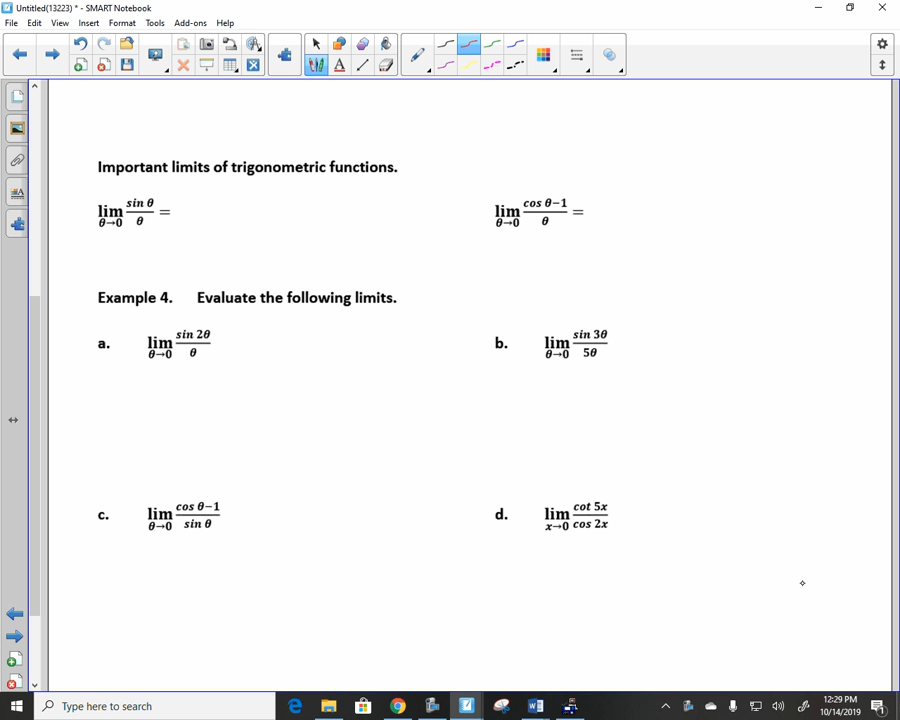 Untitled(13223) * - SMART Notebook
File Edit View Insert Format Tools Add-ons Help
Important limits of trigonometric functions.
lim θ→0 sin θ / θ =
lim θ→0 cos θ−1 / θ =
Example 4. Evaluate the following limits.
a. lim θ→0 sin 2θ / θ
b. lim θ→0 sin 3θ / 5θ
c. lim θ→0 cos θ−1 / sin θ
d. lim x→0 cot 5x / cos 2x
Type here to search
12:29 PM
10/14/2019